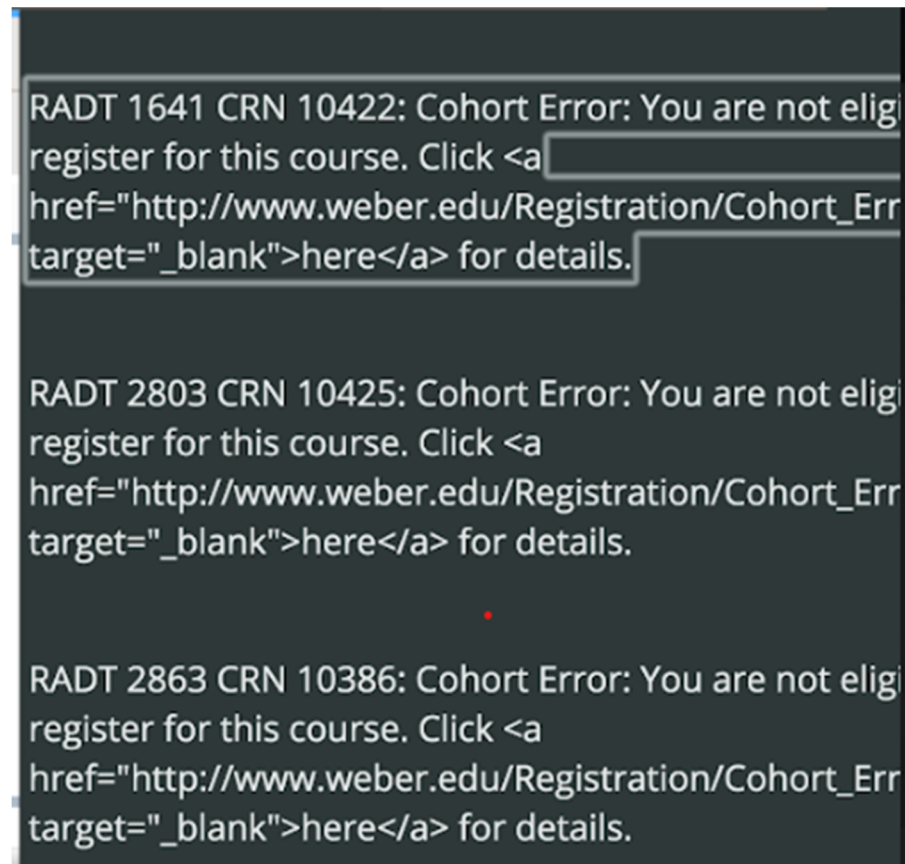 RADT 1641 CRN 10422: Cohort Error: You are not eligi
register for this course. Click <a
href="http://www.weber.edu/Registration/Cohort_Err
target="_blank">here</a> for details.
RADT 2803 CRN 10425: Cohort Error: You are not eligi
register for this course. Click <a
href="http://www.weber.edu/Registration/Cohort_Err
target="_blank">here</a> for details.
RADT 2863 CRN 10386: Cohort Error: You are not eligi
register for this course. Click <a
href="http://www.weber.edu/Registration/Cohort_Err
target="_blank">here</a> for details.